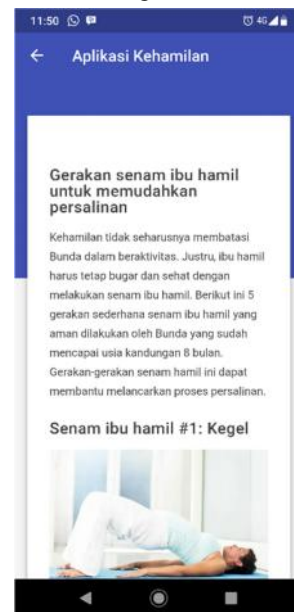 11:50 4G
Aplikasi Kehamilan
Gerakan senam ibu hamil
untuk memudahkan
persalinan
Kehamilan tidak seharusnya membatasi
Bunda dalam beraktivitas. Justru, ibu hamil
harus tetap bugar dan sehat dengan
melakukan senam ibu hamil. Berikut ini 5
gerakan sederhana senam ibu hamil yang
aman dilakukan oleh Bunda yang sudah
mencapai usia kandungan 8 bulan.
Gerakan-gerakan senam hamil ini dapat
membantu melancarkan proses persalinan.
Senam ibu hamil #1: Kegel